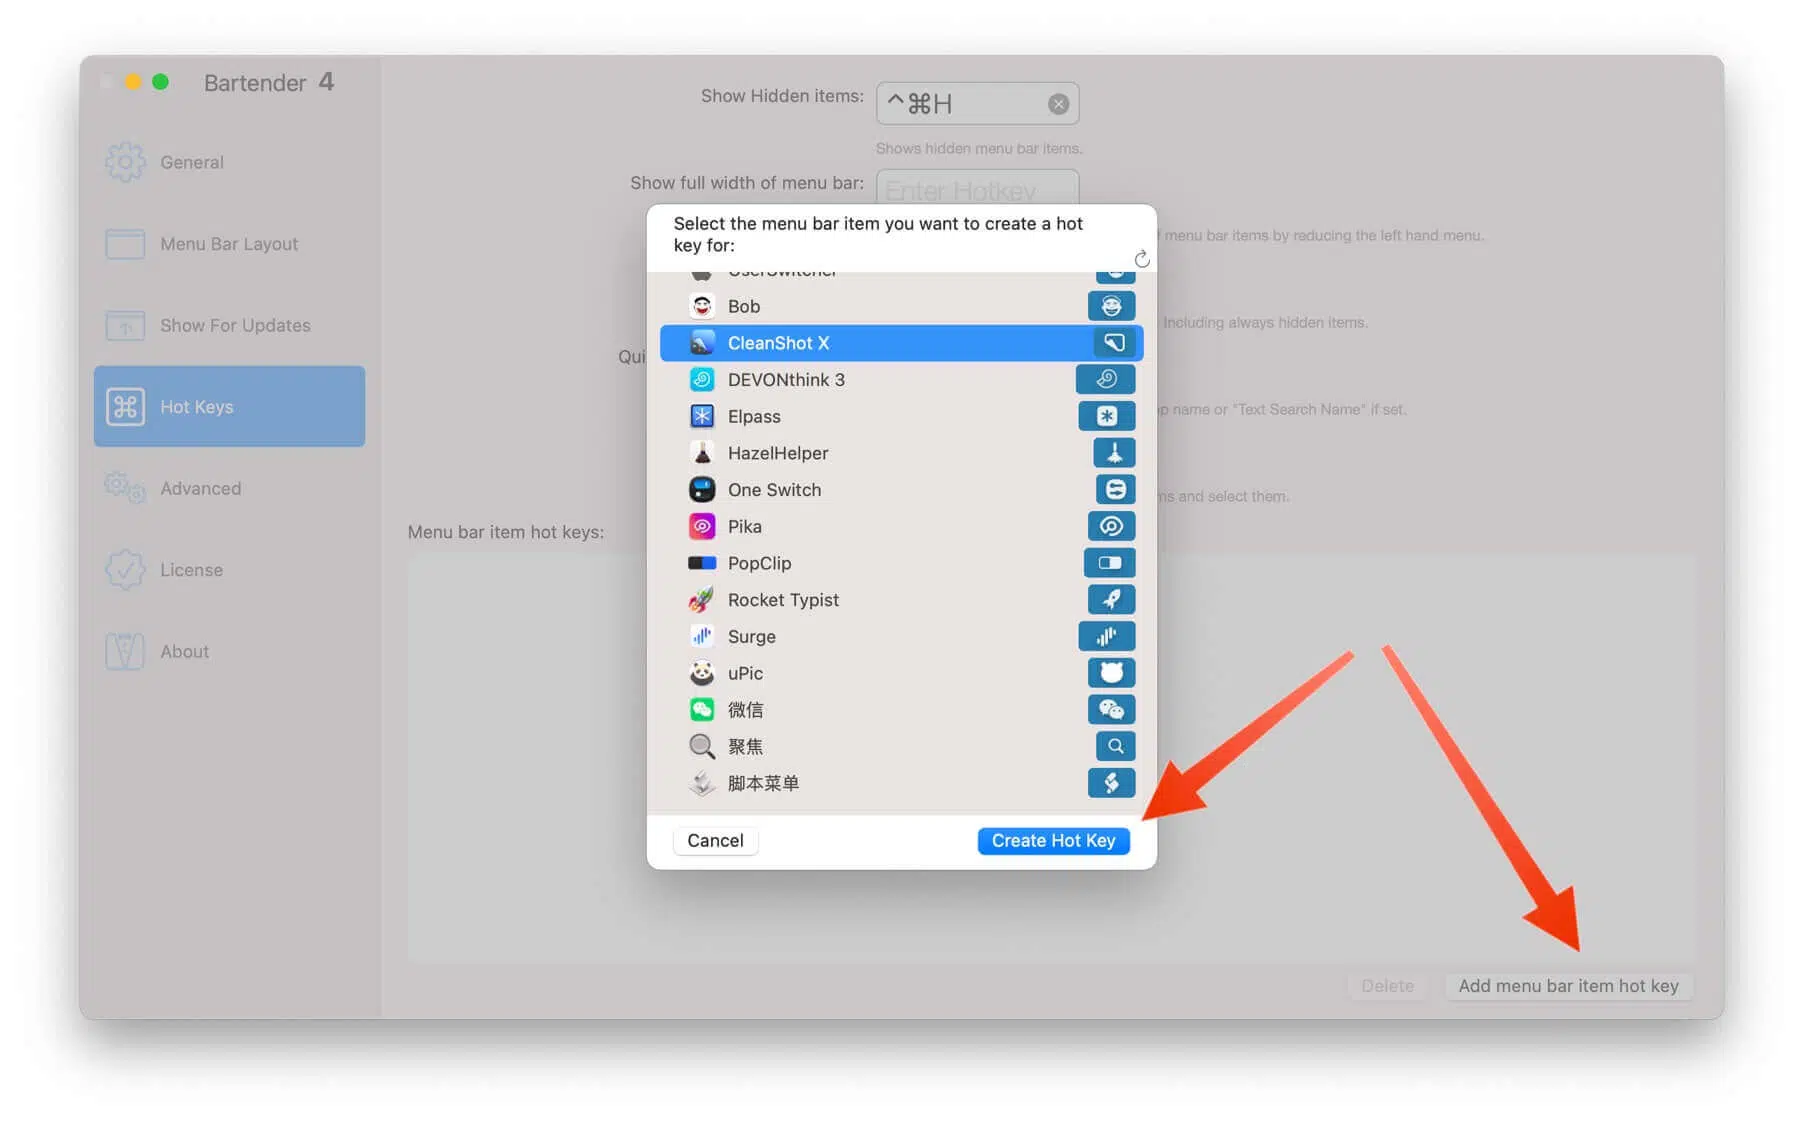 Bartender 4
General
Menu Bar Layout
Show For Updates
Hot Keys
Advanced
License
About
Show Hidden items:
^⌘H
Shows hidden menu bar items.
Show full width of menu bar:
Enter Hotkey
menu bar items by reducing the left hand menu.
Including always hidden items.
Qui
name or "Text Search Name" if set.
and select them.
Menu bar item hot keys:
Select the menu bar item you want to create a hot
key for:
UserSwitcher
Bob
CleanShot X
DEVONthink 3
Elpass
HazelHelper
One Switch
Pika
PopClip
Rocket Typist
Surge
uPic
微信
聚焦
脚本菜单
Cancel
Create Hot Key
Delete
Add menu bar item hot key